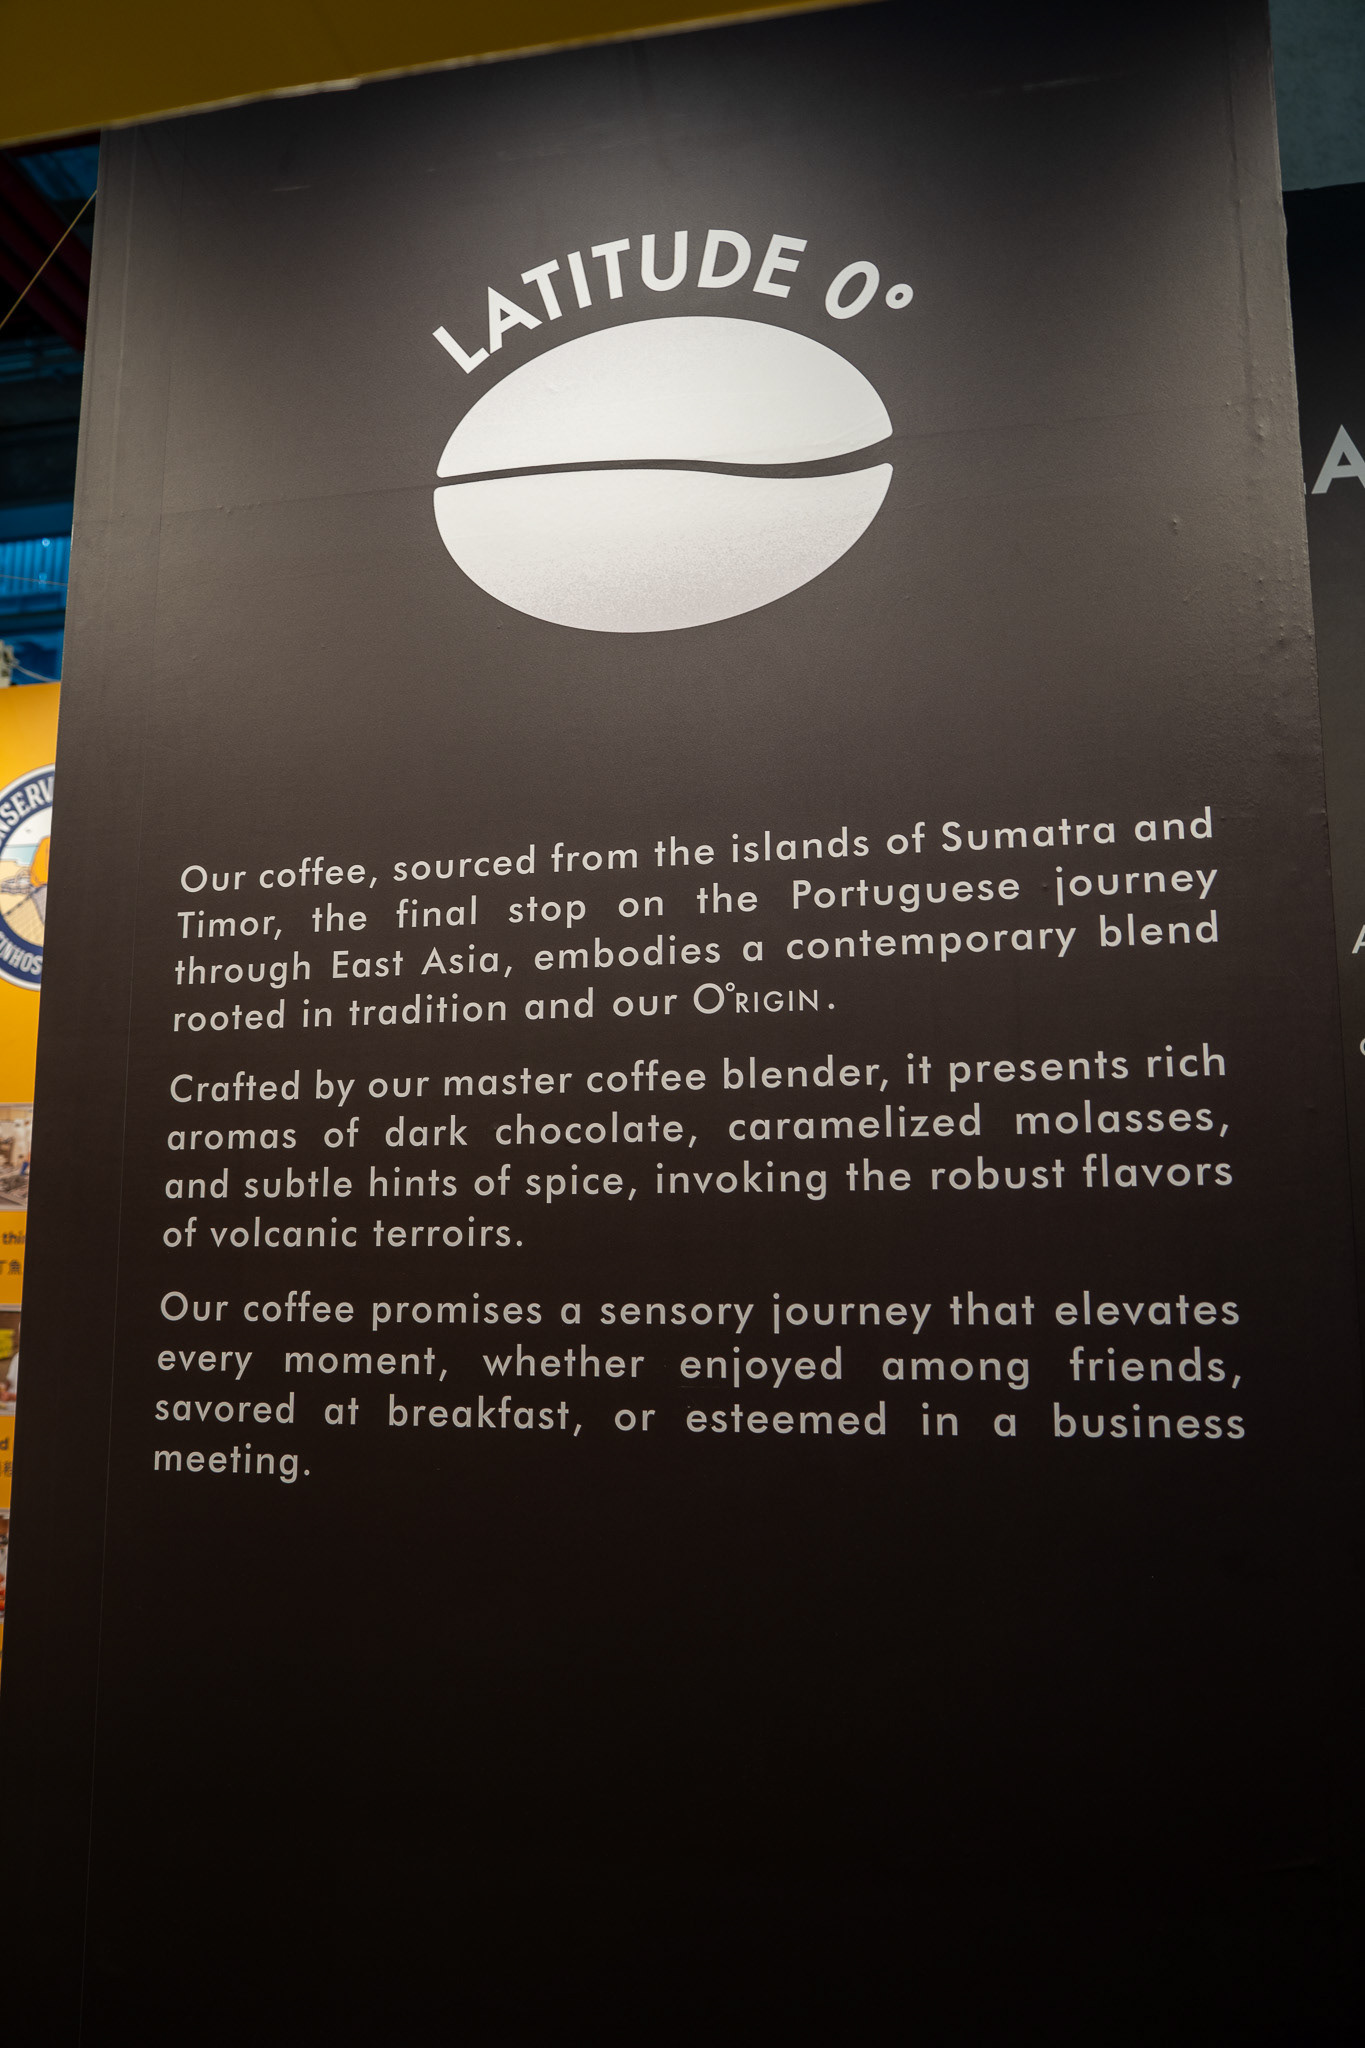 LATITUDE 0°
Our coffee, sourced from the islands of Sumatra and
Timor, the final stop on the Portuguese journey
through East Asia, embodies a contemporary blend
rooted in tradition and our O°RIGIN.
Crafted by our master coffee blender, it presents rich
aromas of dark chocolate, caramelized molasses,
and subtle hints of spice, invoking the robust flavors
of volcanic terroirs.
Our coffee promises a sensory journey that elevates
every moment, whether enjoyed among friends,
savored at breakfast, or esteemed in a business
meeting.